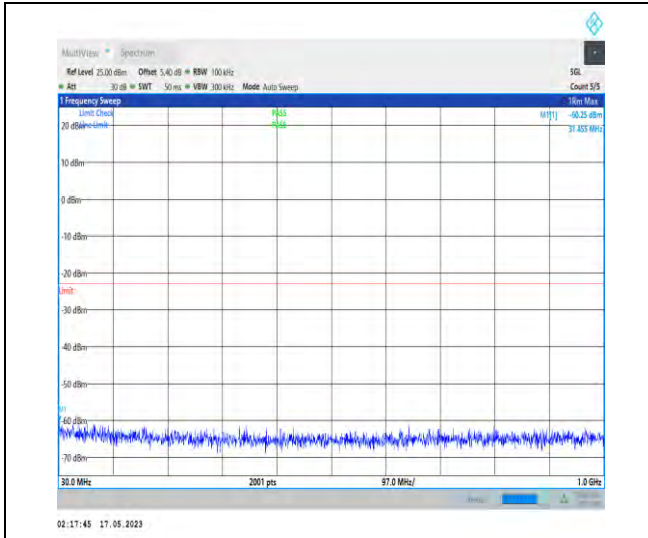 MultiView Spectrum
Ref Level 25.00 dBm Offset 5.40 dB RBW 100 kHz SGL
Att 30 dB SWT 50 ms VBW 300 kHz Mode Auto Sweep Count 5/5
1 Frequency Sweep 1Rm Max
Limit Check PASS M1[1] -60.25 dBm
20 dBm Line Limit PASS 31.455 MHz
10 dBm
0 dBm
-10 dBm
-20 dBm
Limit
-30 dBm
-40 dBm
-50 dBm
M1
-60 dBm
-70 dBm
30.0 MHz 2001 pts 97.0 MHz/ 1.0 GHz
02:17:45 17.05.2023